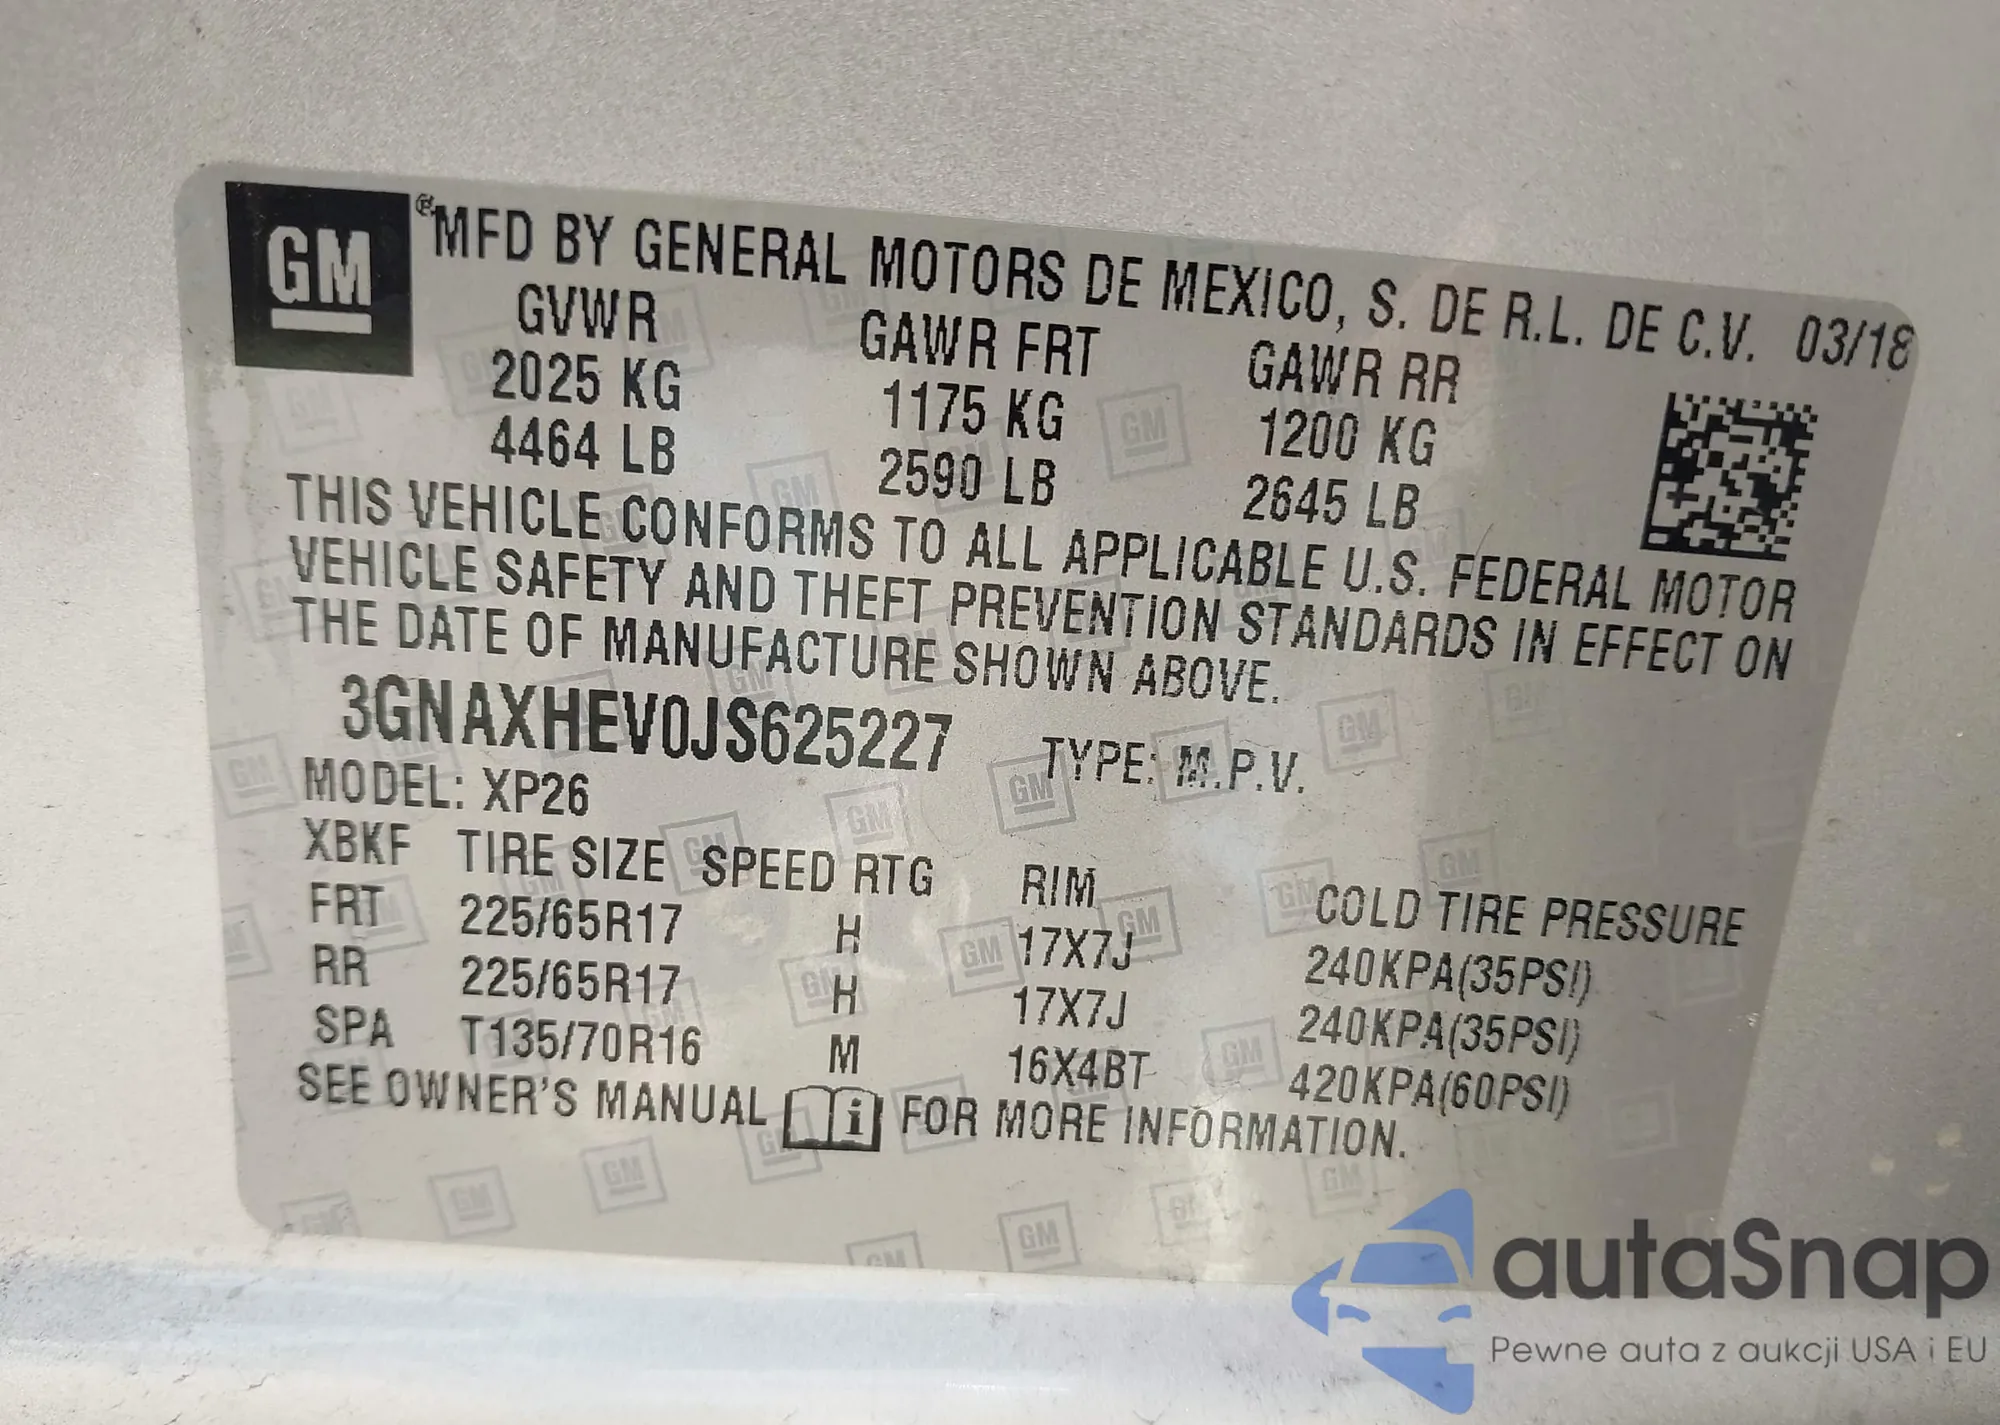 GM ® MFD BY GENERAL MOTORS DE MEXICO, S. DE R.L. DE C.V. 03/18
GVWR GAWR FRT GAWR RR
2025 KG 1175 KG 1200 KG
4464 LB 2590 LB 2645 LB
THIS VEHICLE CONFORMS TO ALL APPLICABLE U.S. FEDERAL MOTOR
VEHICLE SAFETY AND THEFT PREVENTION STANDARDS IN EFFECT ON
THE DATE OF MANUFACTURE SHOWN ABOVE.
3GNAXHEV0JS625227 TYPE: M.P.V.
MODEL: XP26
XBKF TIRE SIZE SPEED RTG RIM COLD TIRE PRESSURE
FRT 225/65R17 H 17X7J 240KPA(35PSI)
RR 225/65R17 H 17X7J 240KPA(35PSI)
SPA T135/70R16 M 16X4BT 420KPA(60PSI)
SEE OWNER'S MANUAL i FOR MORE INFORMATION.
autaSnap
Pewne auta z aukcji USA i EU